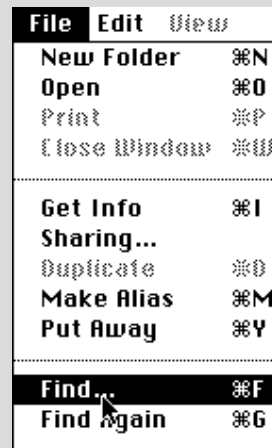 File Edit View
New Folder ⌘N
Open ⌘O
Print ⌘P
Close Window ⌘W
Get Info ⌘I
Sharing...
Duplicate ⌘D
Make Alias ⌘M
Put Away ⌘Y
Find... ⌘F
Find Again ⌘G